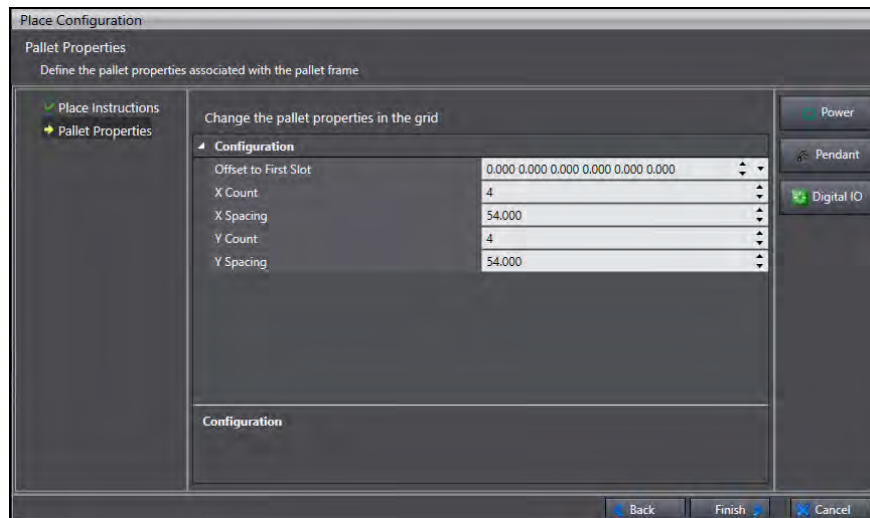 Place Configuration
Pallet Properties
Define the pallet properties associated with the pallet frame
Place Instructions
Pallet Properties
Change the pallet properties in the grid
Configuration
Offset to First Slot 0.000 0.000 0.000 0.000 0.000 0.000
X Count 4
X Spacing 54.000
Y Count 4
Y Spacing 54.000
Configuration
Power
Pendant
Digital IO
Back Finish Cancel